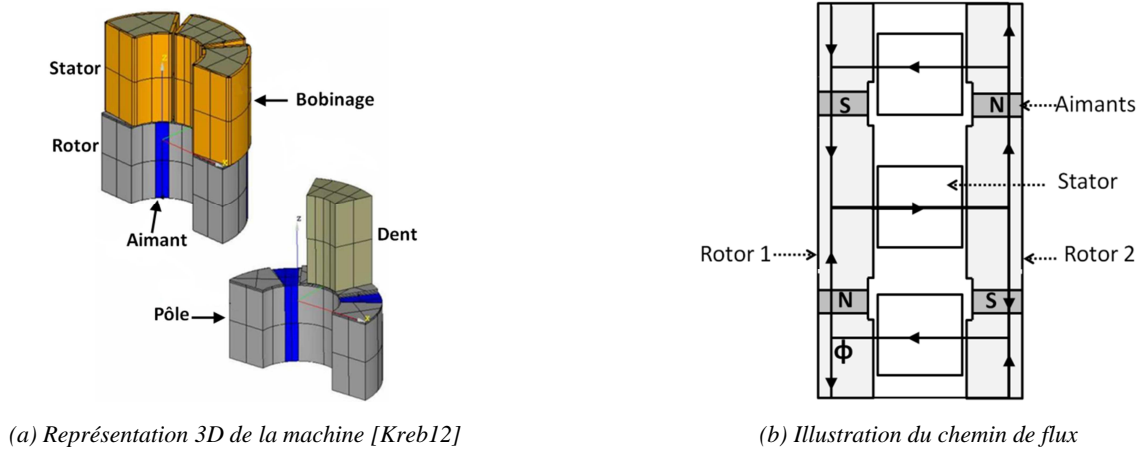 Stator
Bobinage
Rotor
Aimant
Dent
Pôle
z
x
z
x
S
N
Aimants
Stator
Rotor 1
Rotor 2
N
S
Φ
(a) Représentation 3D de la machine [Kreb12]
(b) Illustration du chemin de flux